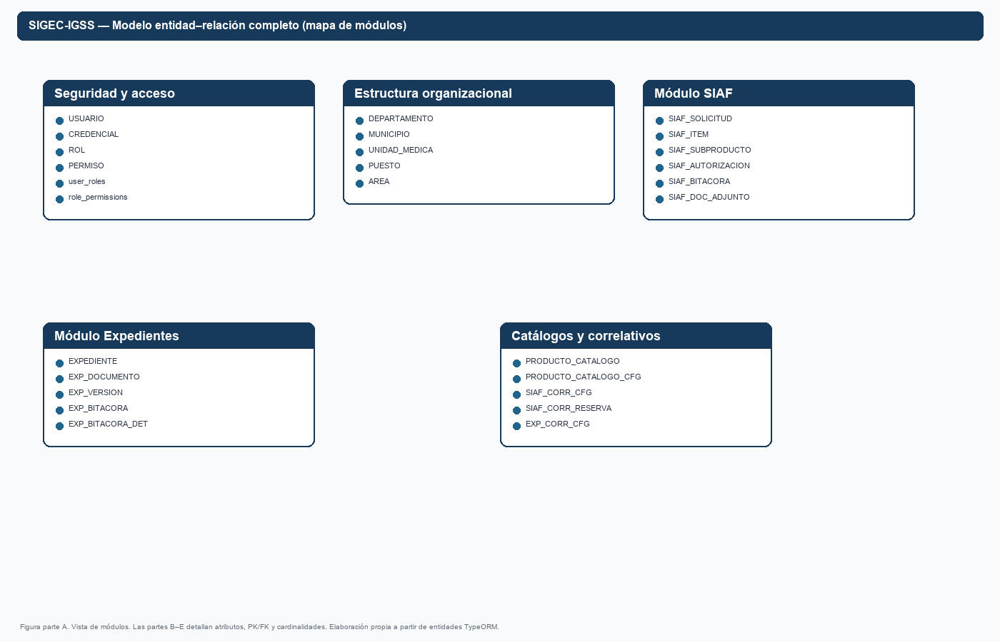 SIGEC-IGSS — Modelo entidad–relación completo (mapa de módulos)
Seguridad y acceso
USUARIO
CREDENCIAL
ROL
PERMISO
user_roles
role_permissions
Estructura organizacional
DEPARTAMENTO
MUNICIPIO
UNIDAD_MEDICA
PUESTO
AREA
Módulo SIAF
SIAF_SOLICITUD
SIAF_ITEM
SIAF_SUBPRODUCTO
SIAF_AUTORIZACION
SIAF_BITACORA
SIAF_DOC_ADJUNTO
Módulo Expedientes
EXPEDIENTE
EXP_DOCUMENTO
EXP_VERSION
EXP_BITACORA
EXP_BITACORA_DET
Catálogos y correlativos
PRODUCTO_CATALOGO
PRODUCTO_CATALOGO_CFG
SIAF_CORR_CFG
SIAF_CORR_RESERVA
EXP_CORR_CFG
Figura parte A. Vista de módulos. Las partes B–E detallan atributos, PK/FK y cardinalidades. Elaboración propia a partir de entidades TypeORM.